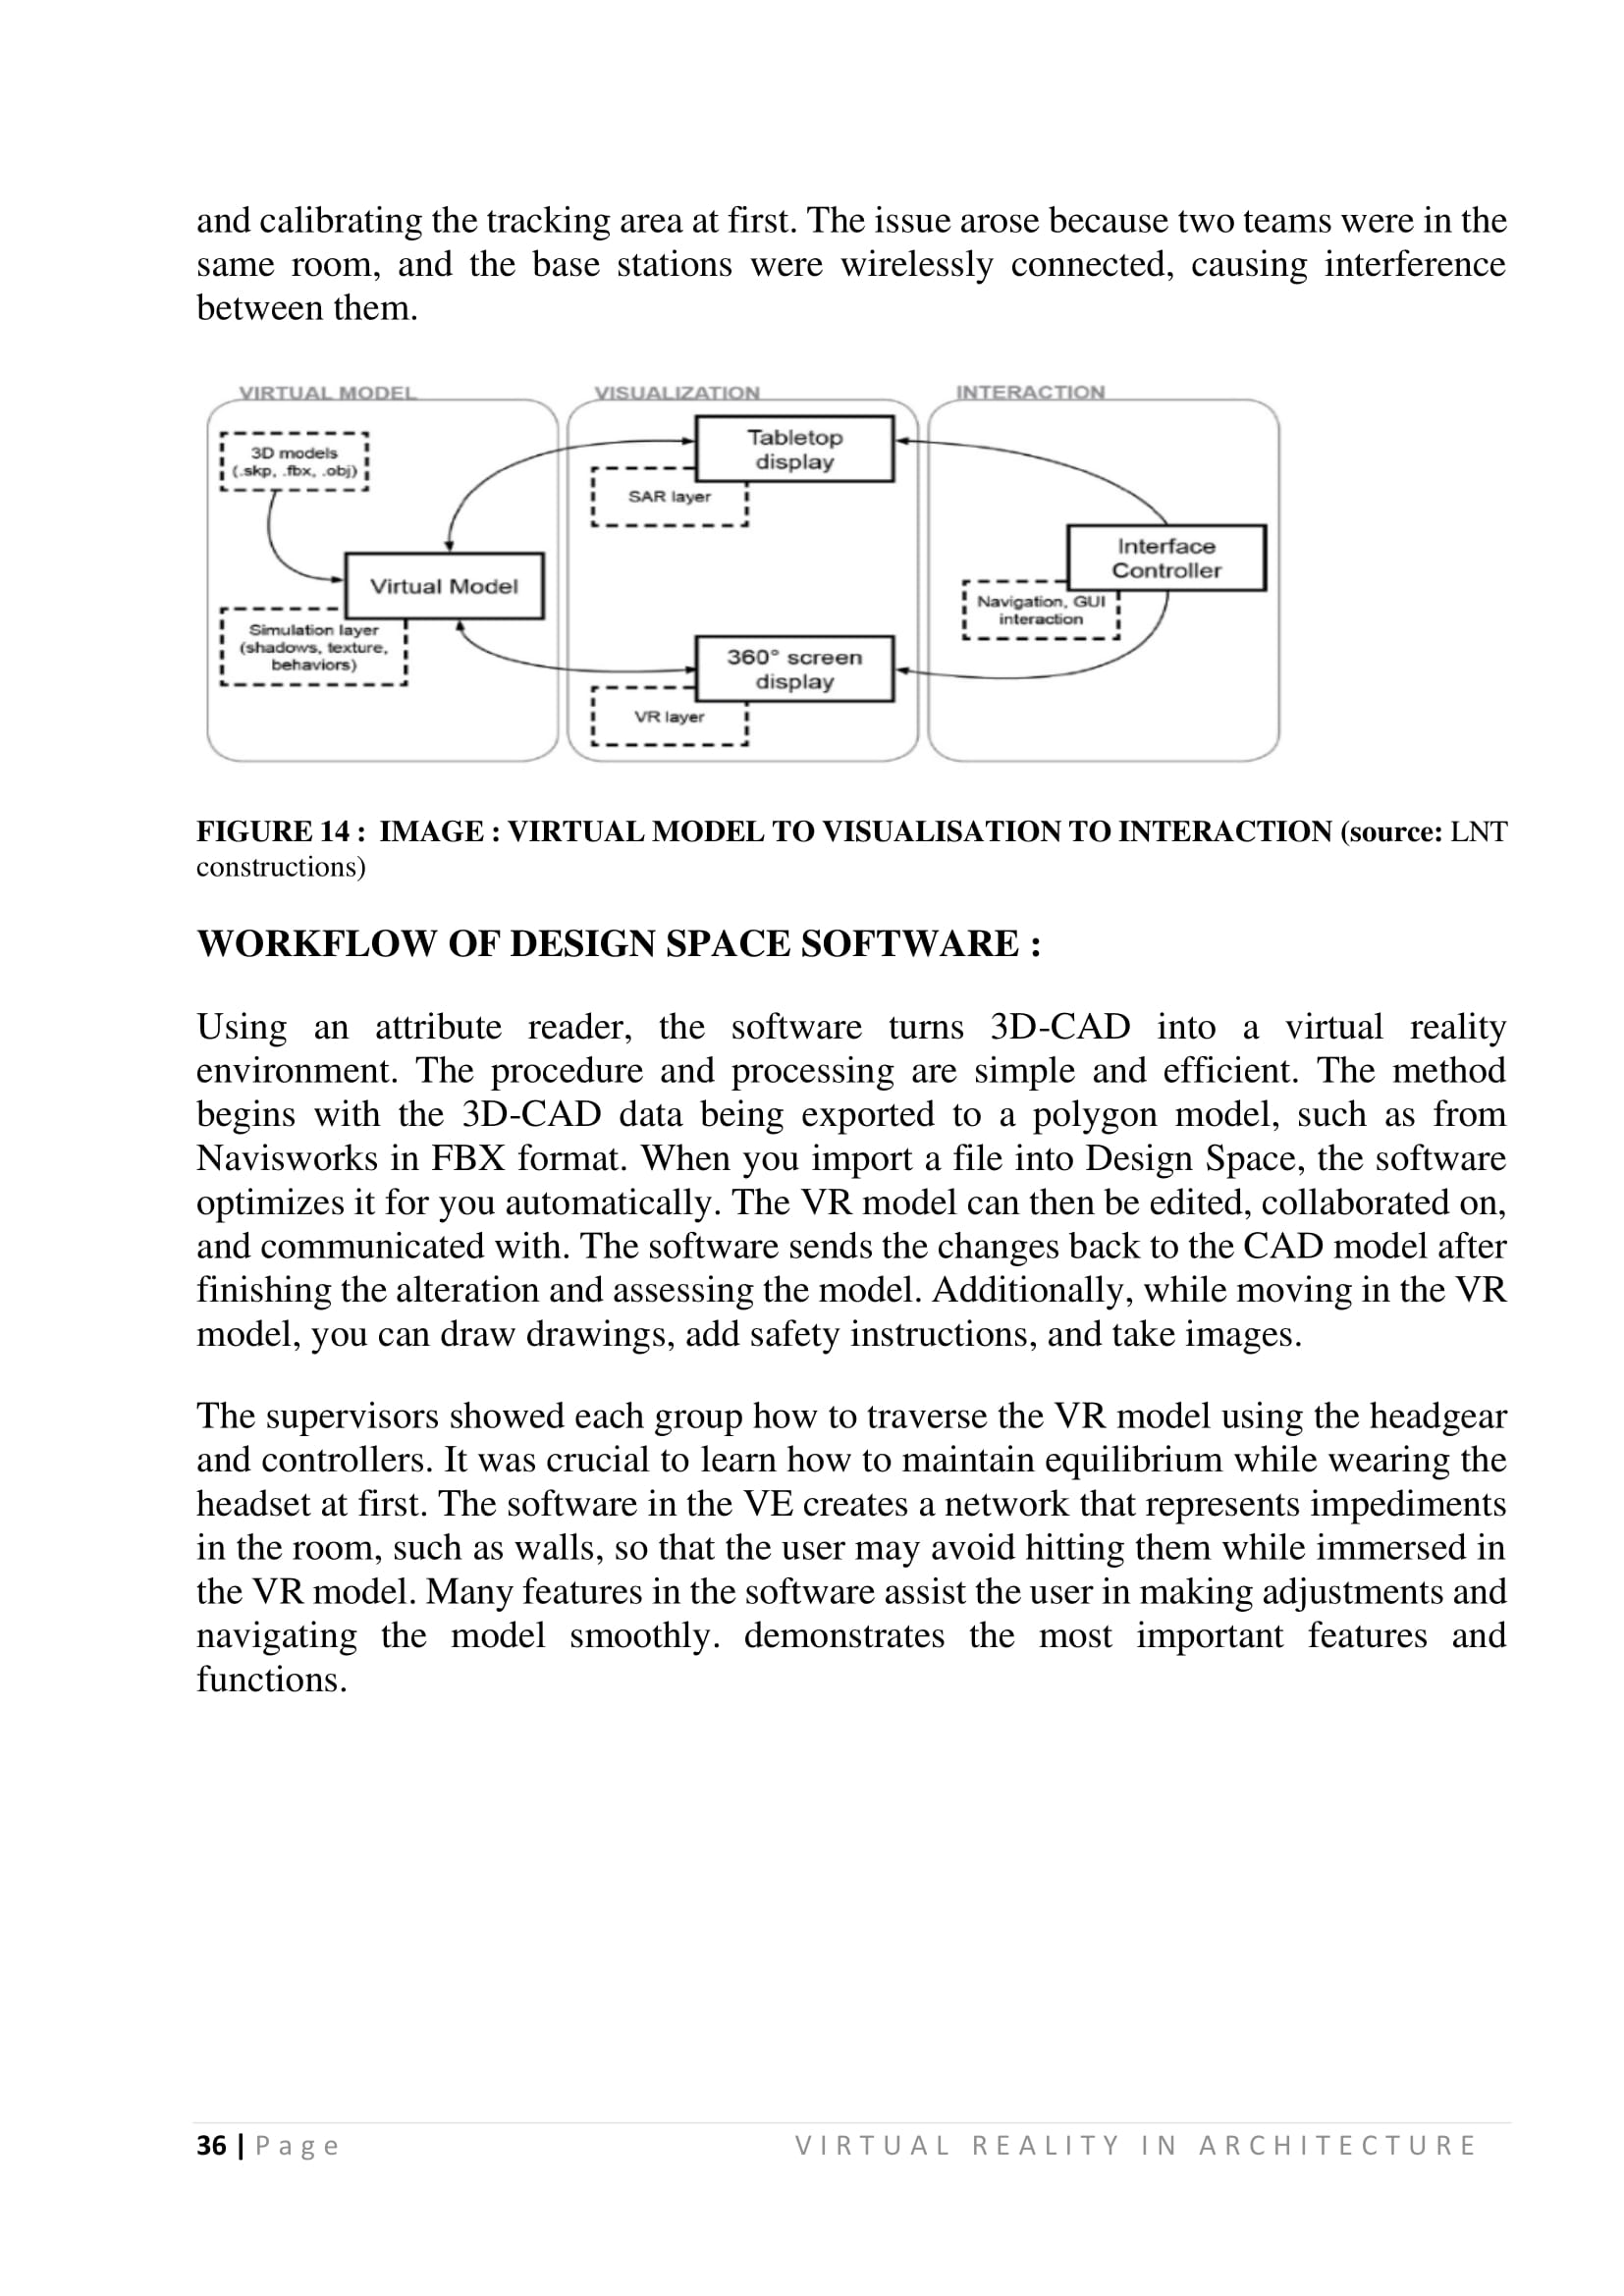 and calibrating the tracking area at first. The issue arose because two teams were in the
same room, and the base stations were wirelessly connected, causing interference
between them.
VIRTUAL MODEL
VISUALIZATION
INTERACTION
3D models
(.skp, .fbx, .obj)
Virtual Model
Simulation layer
(shadows, texture,
behaviors)
Tabletop
display
SAR layer
360° screen
display
VR layer
Interface
Controller
Navigation, GUI
interaction
FIGURE 14 : IMAGE : VIRTUAL MODEL TO VISUALISATION TO INTERACTION (source: LNT
constructions)
WORKFLOW OF DESIGN SPACE SOFTWARE :
Using an attribute reader, the software turns 3D-CAD into a virtual reality
environment. The procedure and processing are simple and efficient. The method
begins with the 3D-CAD data being exported to a polygon model, such as from
Navisworks in FBX format. When you import a file into Design Space, the software
optimizes it for you automatically. The VR model can then be edited, collaborated on,
and communicated with. The software sends the changes back to the CAD model after
finishing the alteration and assessing the model. Additionally, while moving in the VR
model, you can draw drawings, add safety instructions, and take images.
The supervisors showed each group how to traverse the VR model using the headgear
and controllers. It was crucial to learn how to maintain equilibrium while wearing the
headset at first. The software in the VE creates a network that represents impediments
in the room, such as walls, so that the user may avoid hitting them while immersed in
the VR model. Many features in the software assist the user in making adjustments and
navigating the model smoothly. demonstrates the most important features and
functions.
36 | Page
VIRTUAL REALITY IN ARCHITECTURE